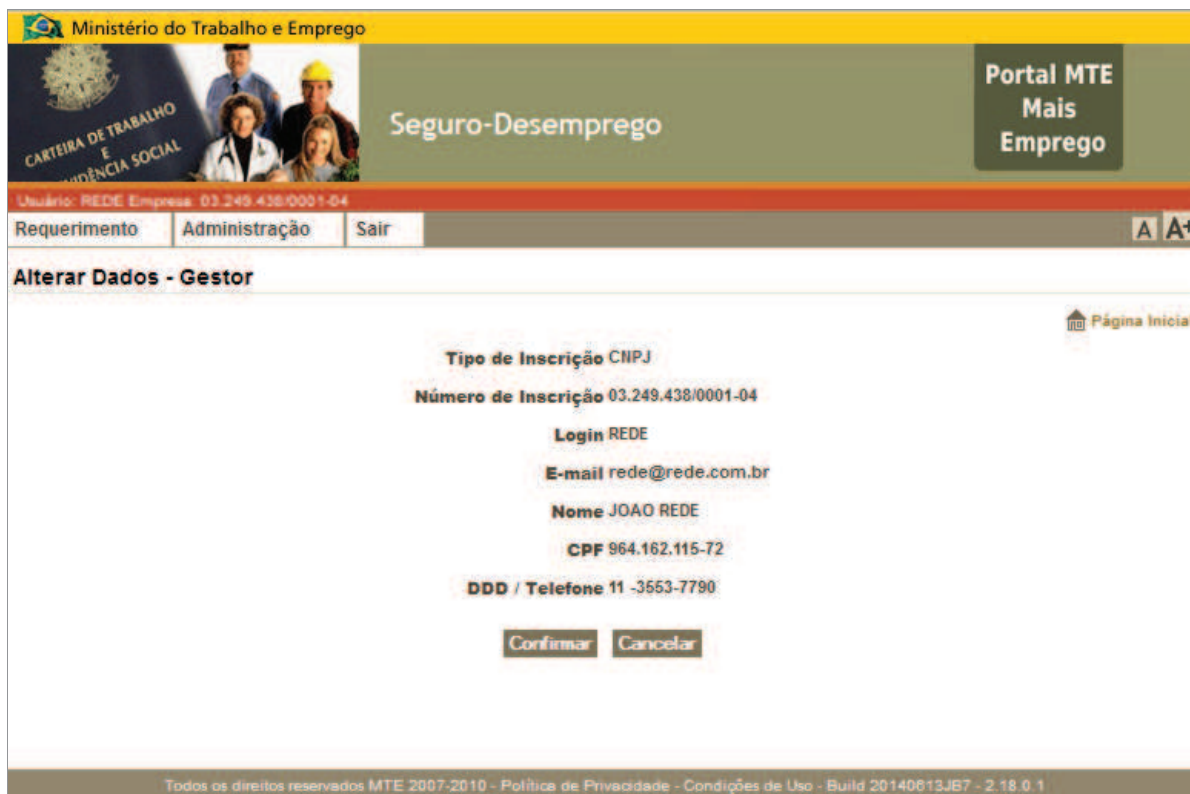 Ministério do Trabalho e Emprego
CARTEIRA DE TRABALHO
E
PREVIDÊNCIA SOCIAL
Seguro-Desemprego
Portal MTE
Mais
Emprego
Usuário: REDE Empresa: 03.249.438/0001-04
Requerimento Administração Sair A A+
Alterar Dados - Gestor
Página Inicia
Tipo de Inscrição CNPJ
Número de Inscrição 03.249.438/0001-04
Login REDE
E-mail rede@rede.com.br
Nome JOAO REDE
CPF 964.162.115-72
DDD / Telefone 11 -3553-7790
Confirmar Cancelar
Todos os direitos reservados MTE 2007-2010 - Política de Privacidade - Condições de Uso - Build 20140613JB7 - 2.18.0.1